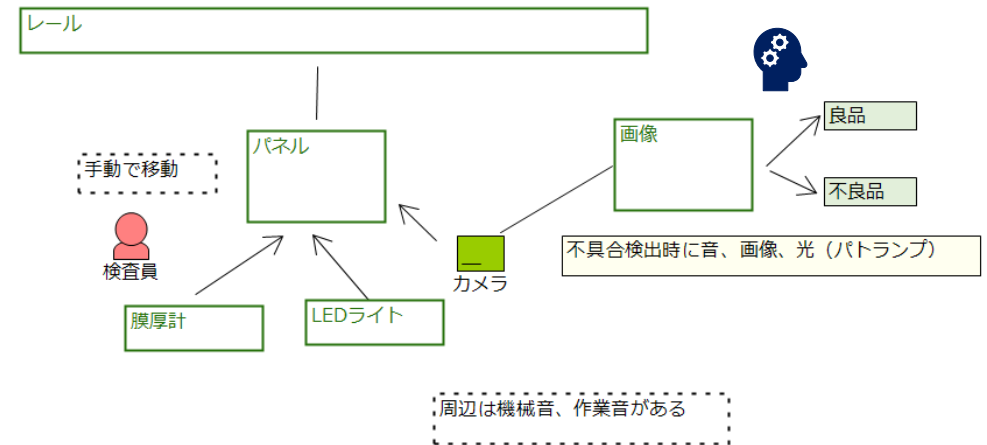 レール
パネル
手動で移動
検査員
膜厚計
LEDライト
カメラ
画像
良品
不良品
不具合検出時に音、画像、光（パトランプ）
周辺は機械音、作業音がある